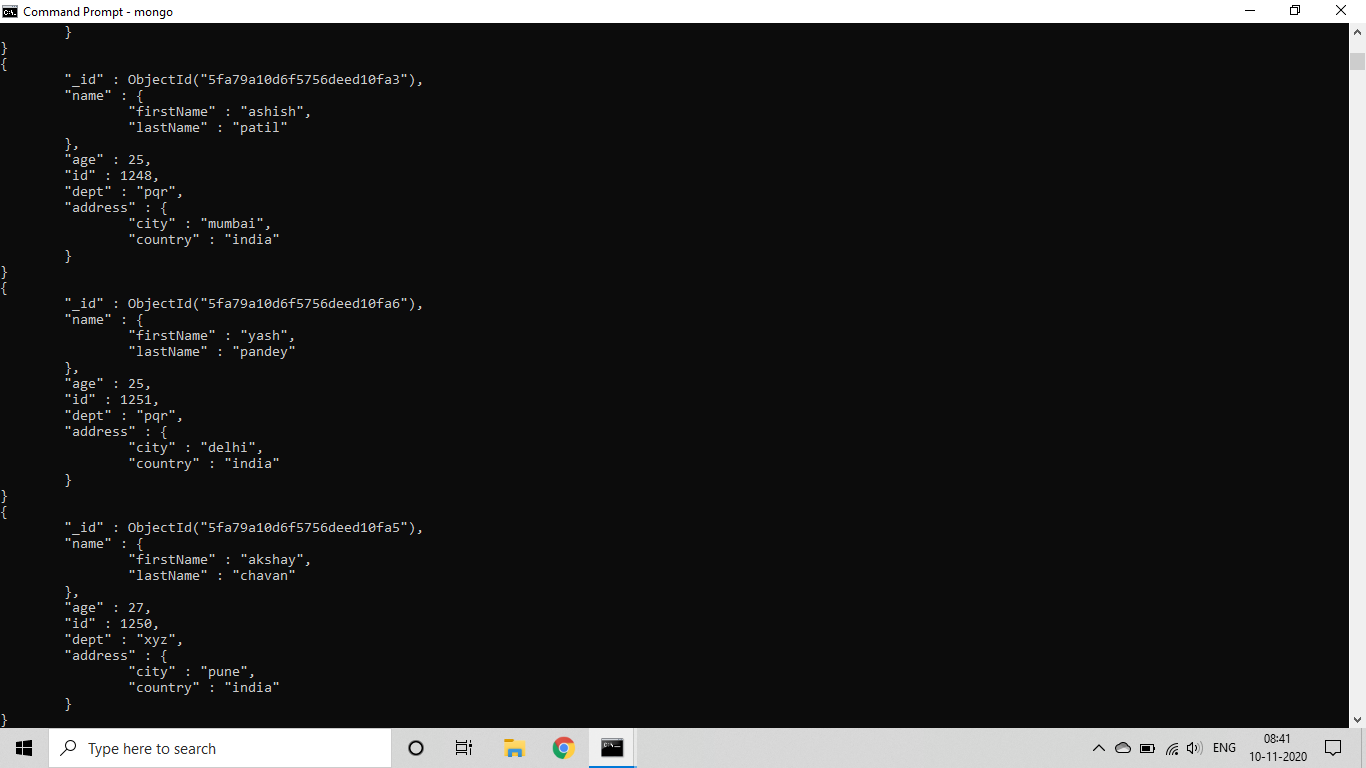 Command Prompt - mongo
        }
}
{
        "_id" : ObjectId("5fa79a10d6f5756deed10fa3"),
        "name" : {
                "firstName" : "ashish",
                "lastName" : "patil"
        },
        "age" : 25,
        "id" : 1248,
        "dept" : "pqr",
        "address" : {
                "city" : "mumbai",
                "country" : "india"
        }
}
{
        "_id" : ObjectId("5fa79a10d6f5756deed10fa6"),
        "name" : {
                "firstName" : "yash",
                "lastName" : "pandey"
        },
        "age" : 25,
        "id" : 1251,
        "dept" : "pqr",
        "address" : {
                "city" : "delhi",
                "country" : "india"
        }
}
{
        "_id" : ObjectId("5fa79a10d6f5756deed10fa5"),
        "name" : {
                "firstName" : "akshay",
                "lastName" : "chavan"
        },
        "age" : 27,
        "id" : 1250,
        "dept" : "xyz",
        "address" : {
                "city" : "pune",
                "country" : "india"
        }
}
Type here to search
ENG
08:41
10-11-2020